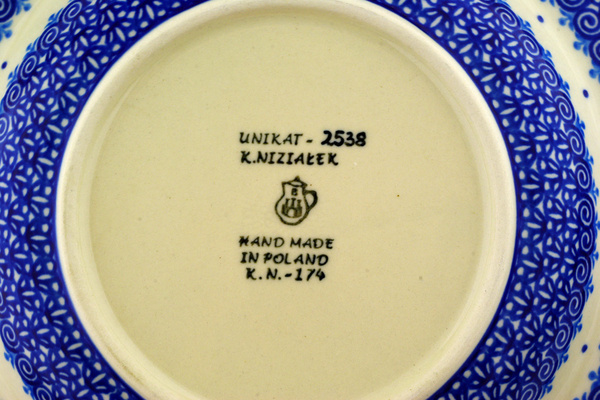 UNIKAT - 2538
K.NIZIAŁEK
B
HAND MADE
IN POLAND
K.N.-174